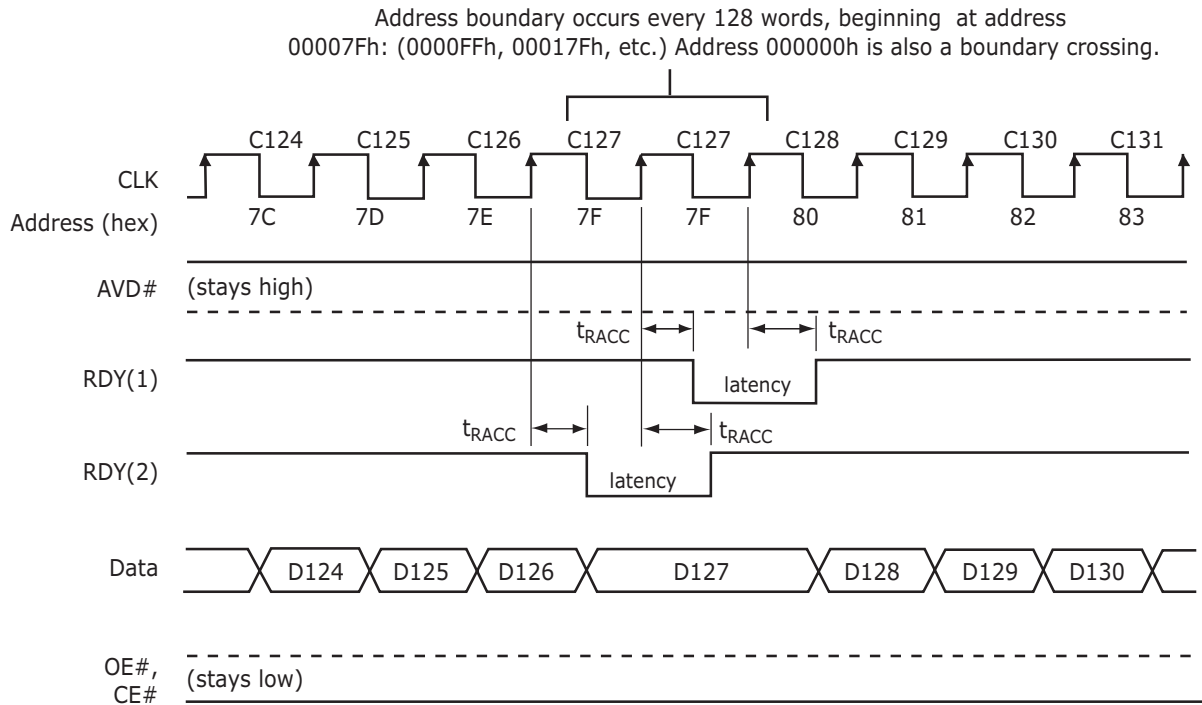 Address boundary occurs every 128 words, beginning at address
00007Fh: (0000FFh, 00017Fh, etc.) Address 000000h is also a boundary crossing.
C124 C125 C126 C127 C127 C128 C129 C130 C131
CLK
Address (hex) 7C 7D 7E 7F 7F 80 81 82 83
AVD# (stays high)
tRACC tRACC
RDY(1) latency
tRACC tRACC
RDY(2) latency
Data D124 D125 D126 D127 D128 D129 D130
OE#,
CE# (stays low)